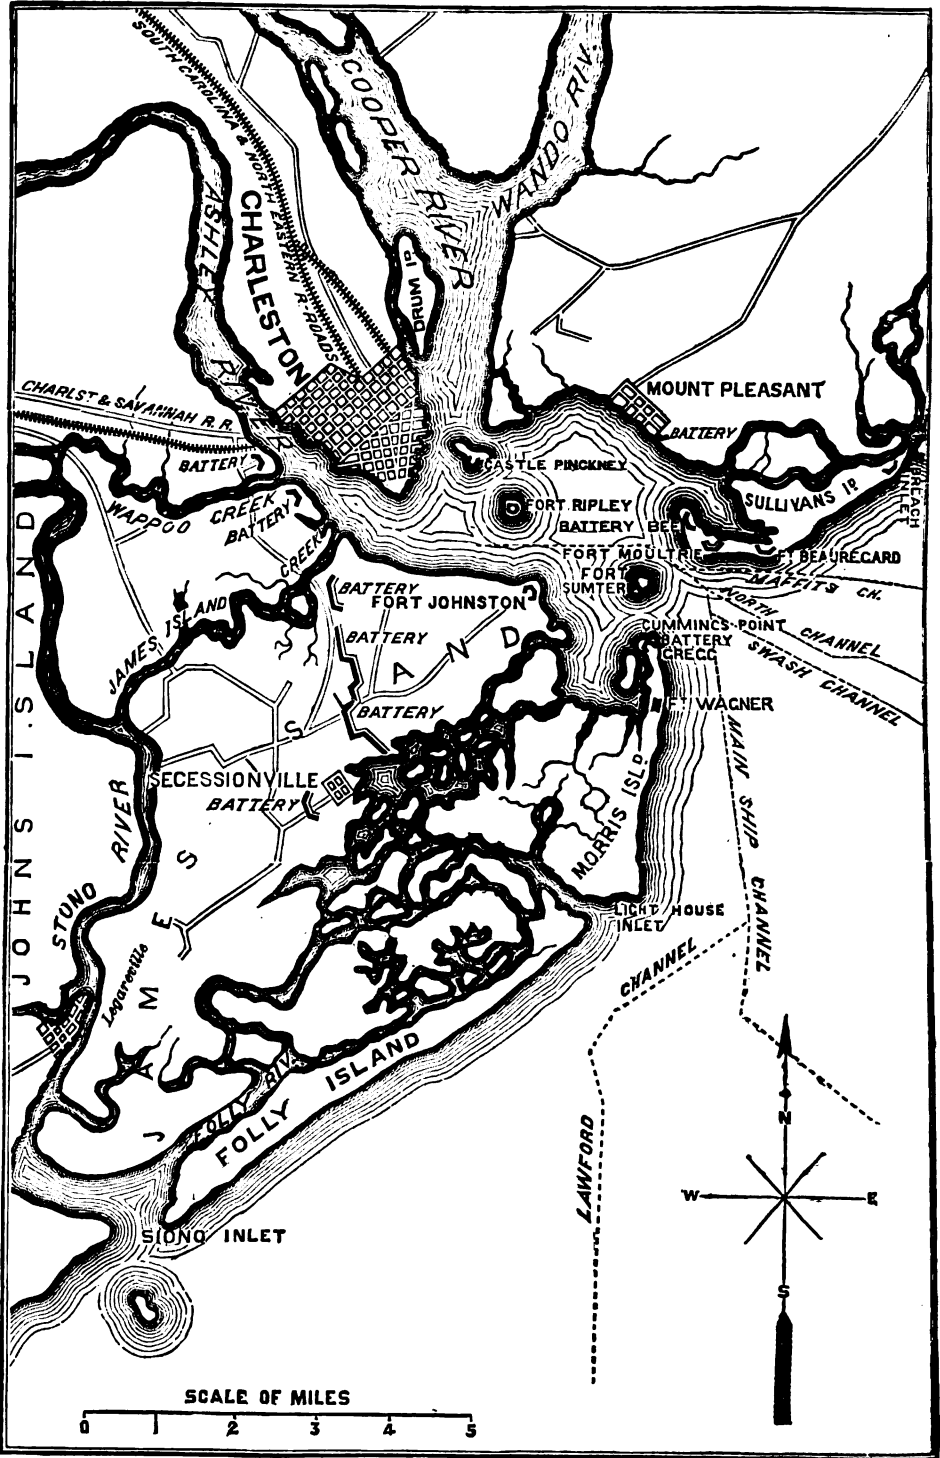 SOUTH CAROLINA & NORTH EASTERN R-ROADS
COOPER RIVER
WANDO RIV.
ASHLEY RIVER
CHARLESTON
DRUM ID.
CHARLST & SAVANNAH R. R.
MOUNT PLEASANT
BATTERY
BATTERY
CASTLE PINCKNEY
SULLIVANS ID.
INLET
WAPPOO CREEK
BATTERY
FORT RIPLEY
BATTERY BEE
CREEK
FORT MOULTRIE
FT BEAUREGARD
MAFFITS CH.
FORT
SUMTER
BATTERY
FORT JOHNSTON
NORTH CHANNEL
JAMES ISLAND
BATTERY
CUMMINCS POINT
BATTERY
GREGG
SWASH CHANNEL
BATTERY
FT WAGNER
MAIN SHIP CHANNEL
SECESSIONVILLE
BATTERY
MORRIS ISLD.
JOHNS I.SLAND
STONO RIVER
JAMES ISLAND
Legareville
LIGHT HOUSE
INLET
CHANNEL
LAWFORD
FOLLY RIV.
FOLLY ISLAND
SIONO INLET
N
W E
S
SCALE OF MILES
0 1 2 3 4 5